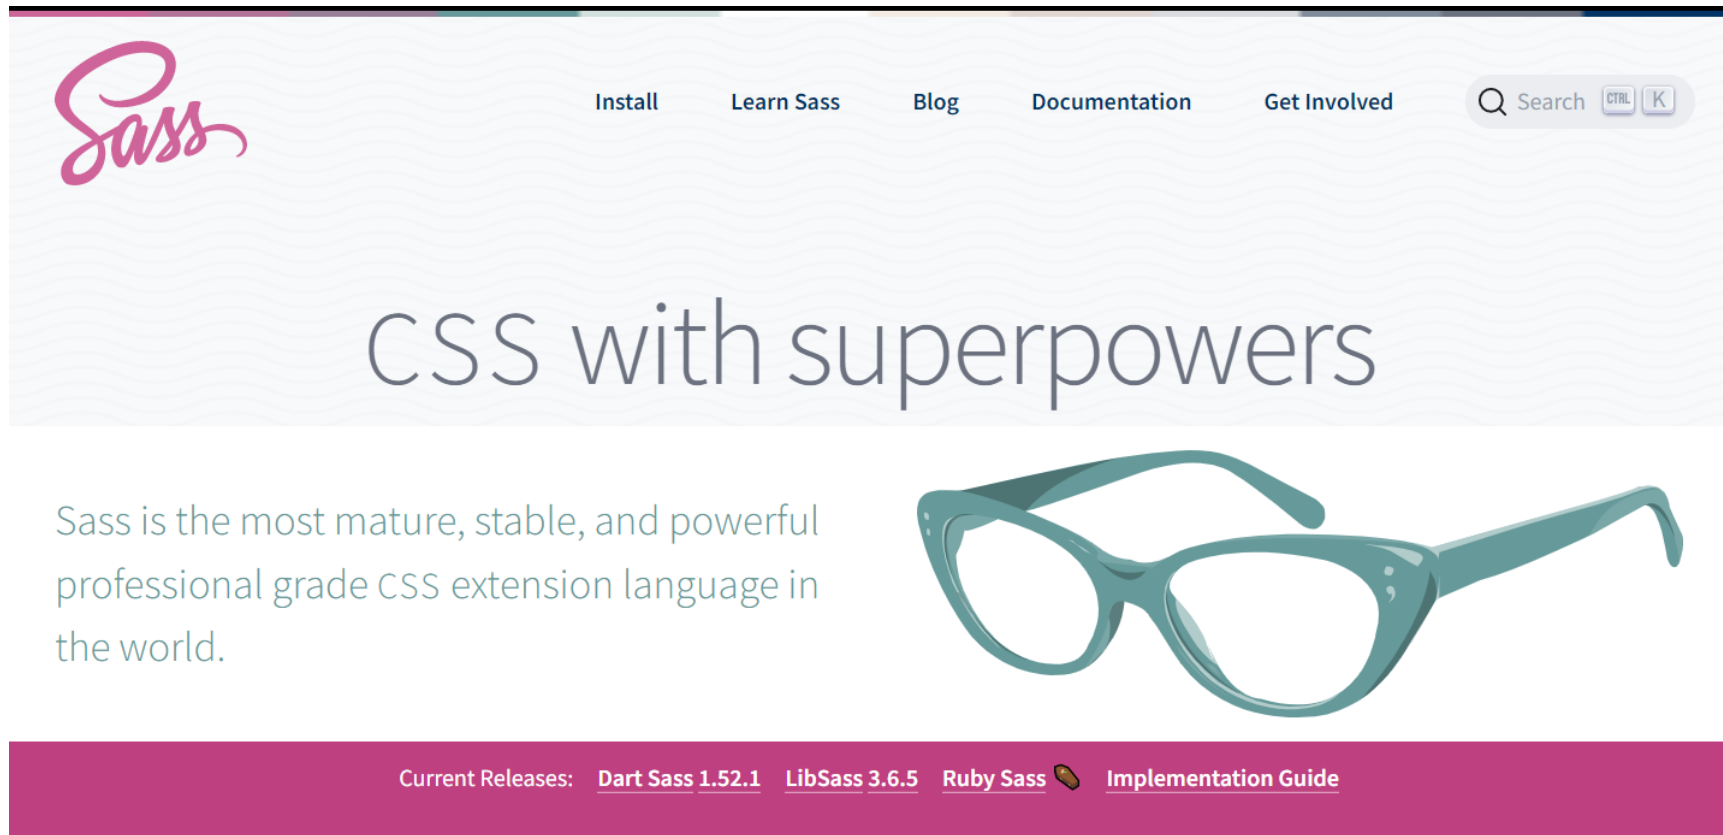 Sass
Install Learn Sass Blog Documentation Get Involved Search CTRL K
CSS with superpowers
Sass is the most mature, stable, and powerful
professional grade CSS extension language in
the world.
Current Releases: Dart Sass 1.52.1 LibSass 3.6.5 Ruby Sass ⚰️ Implementation Guide